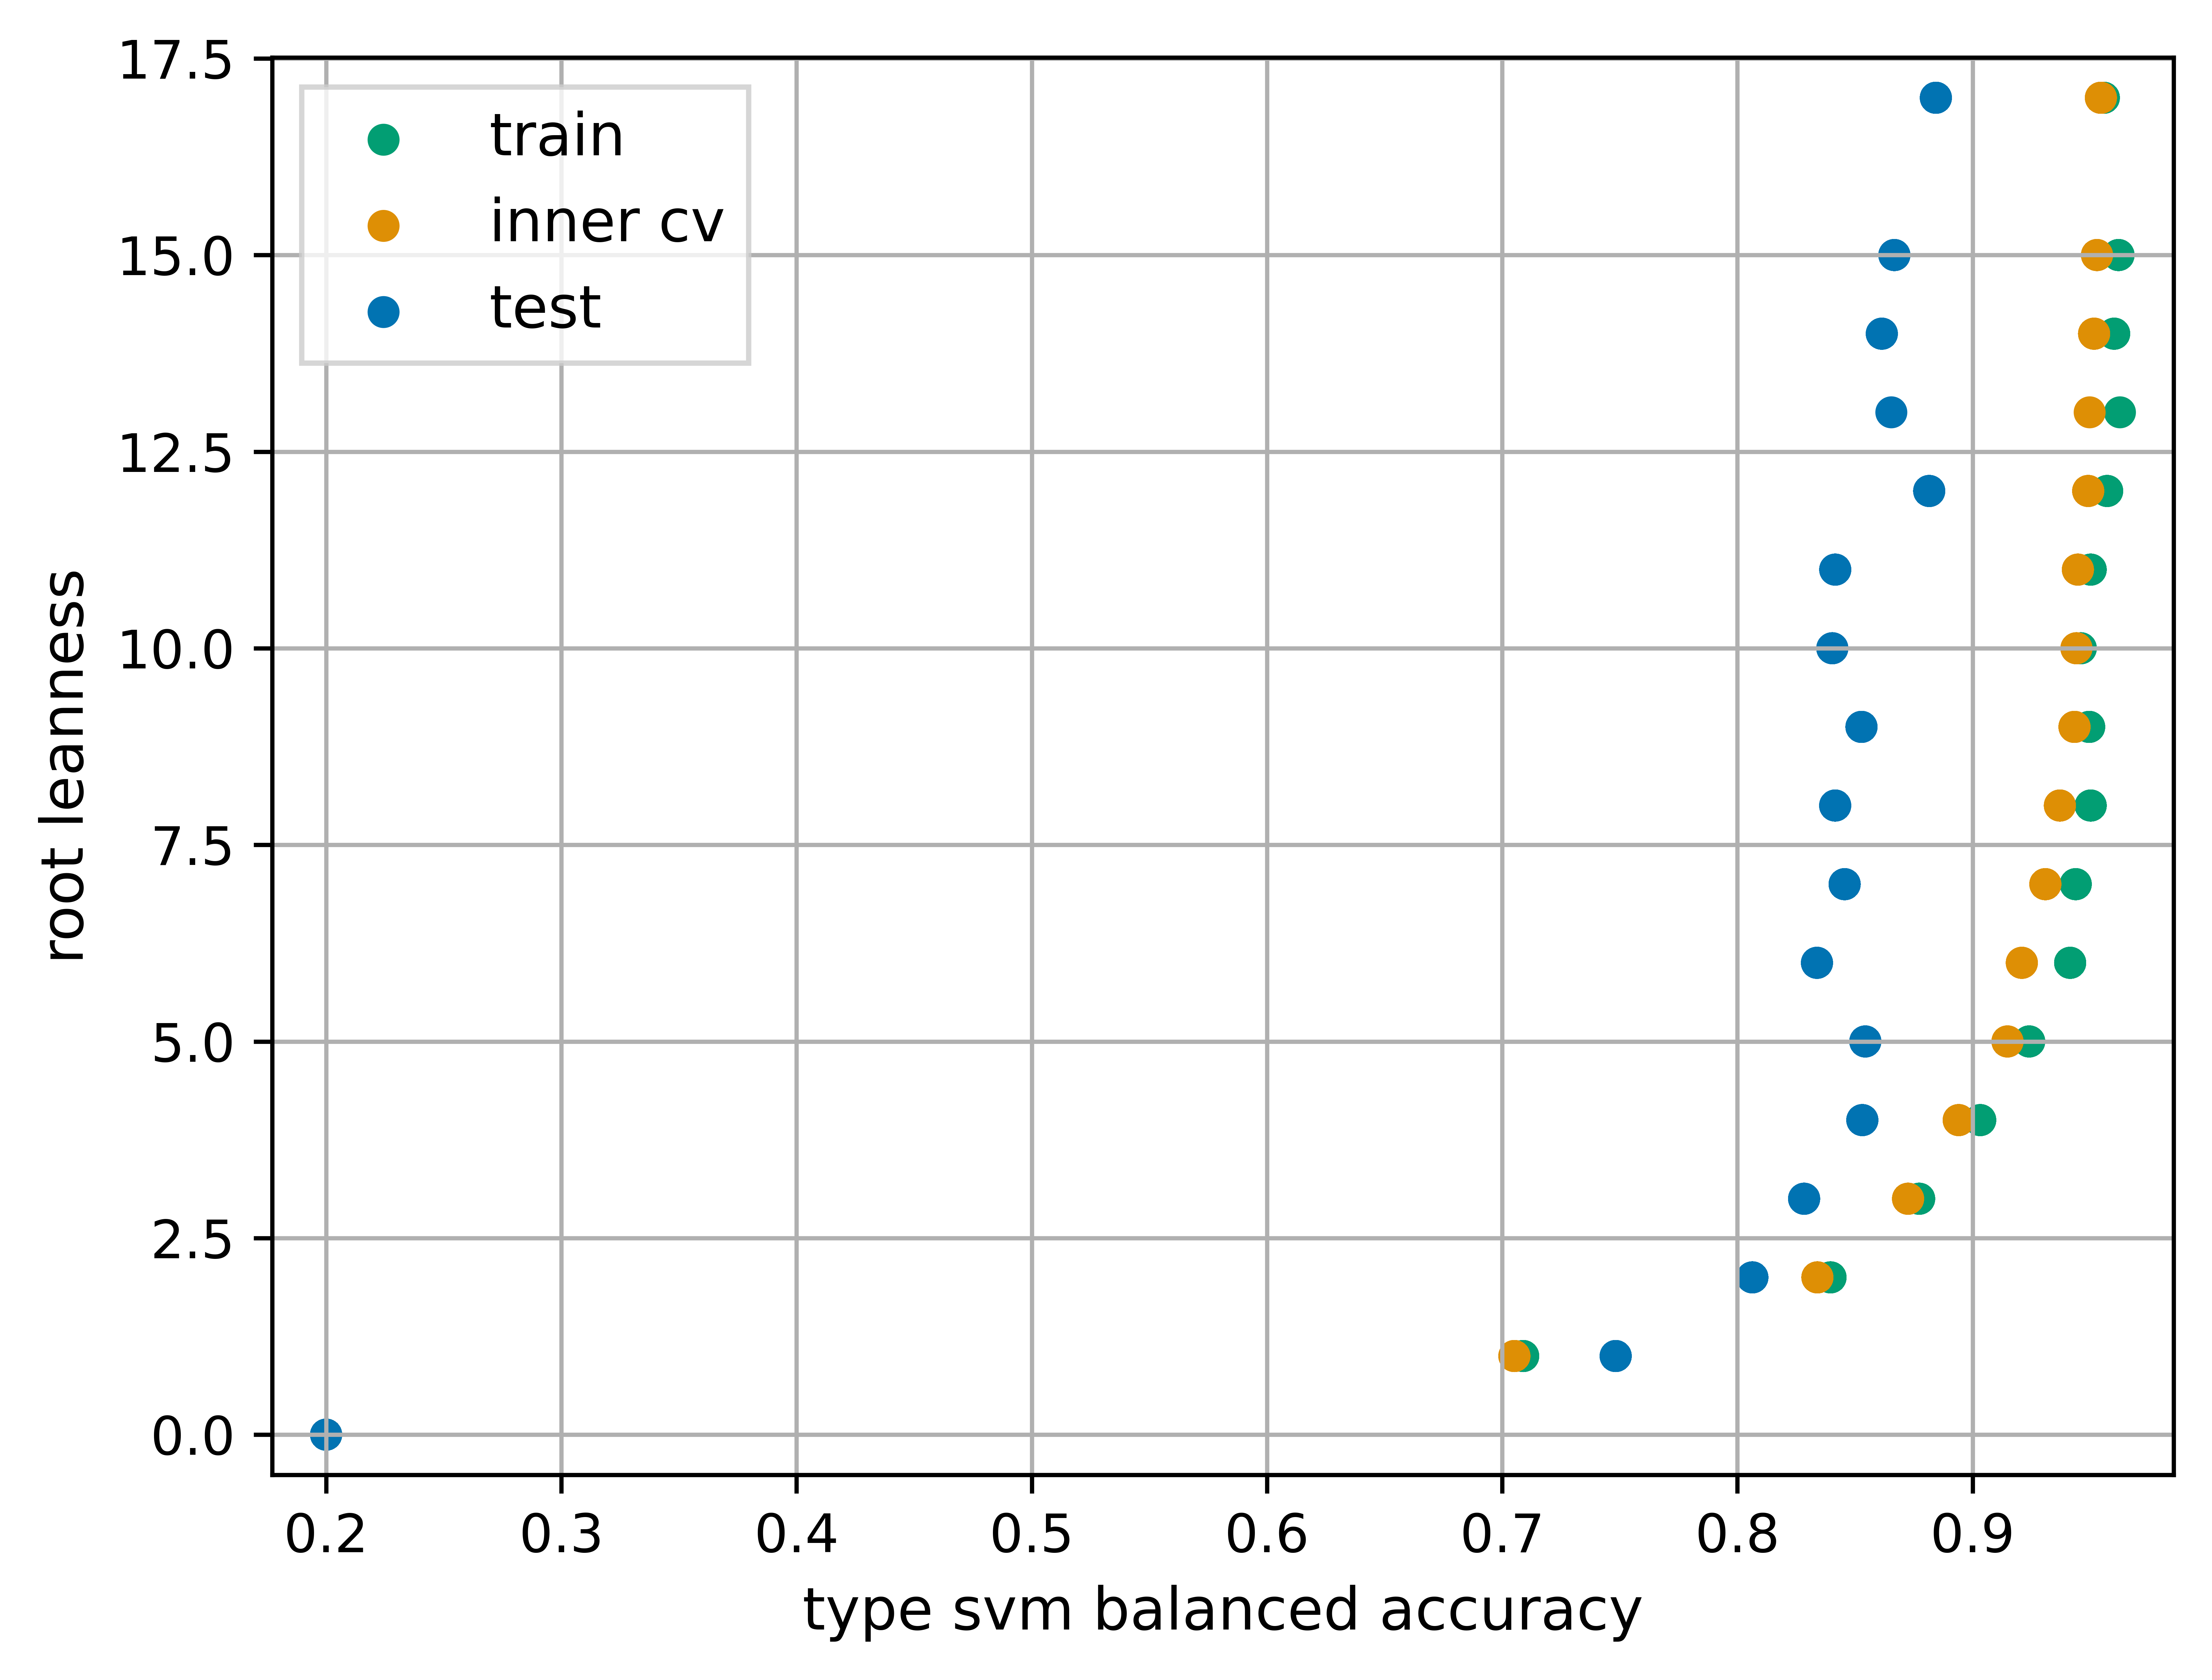 17.5
15.0
12.5
10.0
7.5
5.0
2.5
0.0
root leanness
train
inner cv
test
0.2 0.3 0.4 0.5 0.6 0.7 0.8 0.9
type svm balanced accuracy